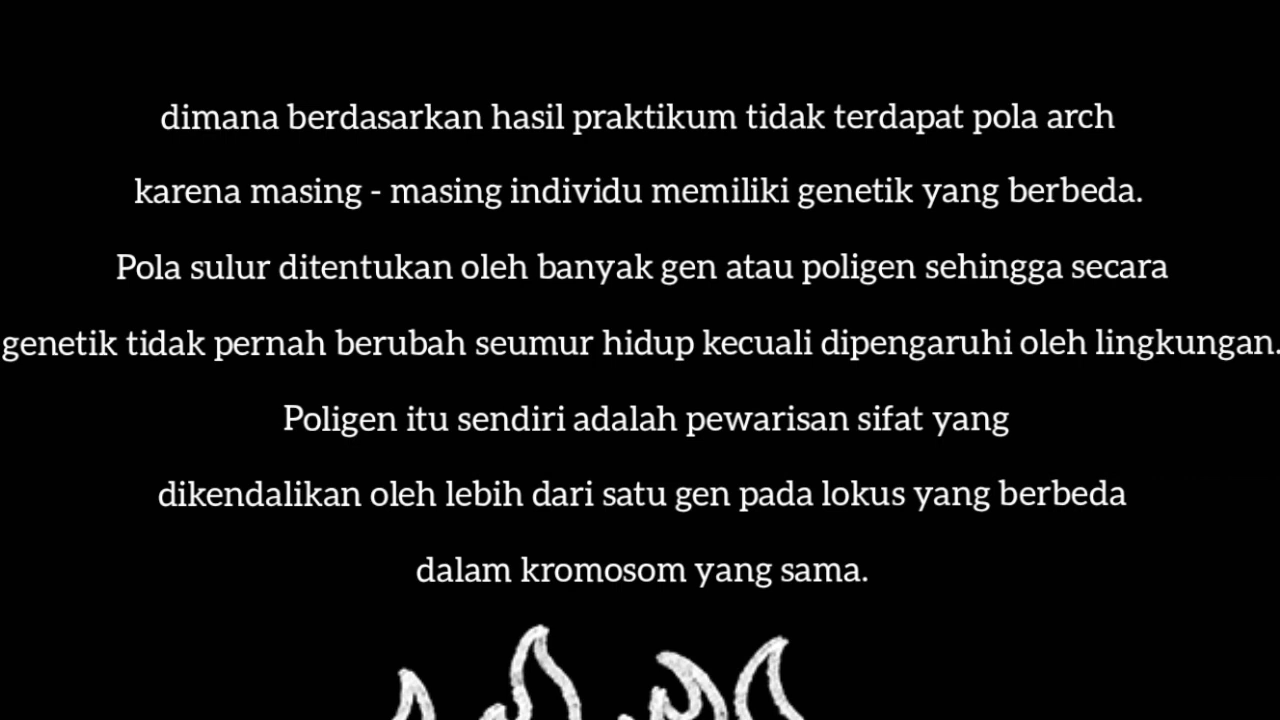 dimana berdasarkan hasil praktikum tidak terdapat pola arch
karena masing - masing individu memiliki genetik yang berbeda.
Pola sulur ditentukan oleh banyak gen atau poligen sehingga secara
genetik tidak pernah berubah seumur hidup kecuali dipengaruhi oleh lingkungan.
Poligen itu sendiri adalah pewarisan sifat yang
dikendalikan oleh lebih dari satu gen pada lokus yang berbeda
dalam kromosom yang sama.